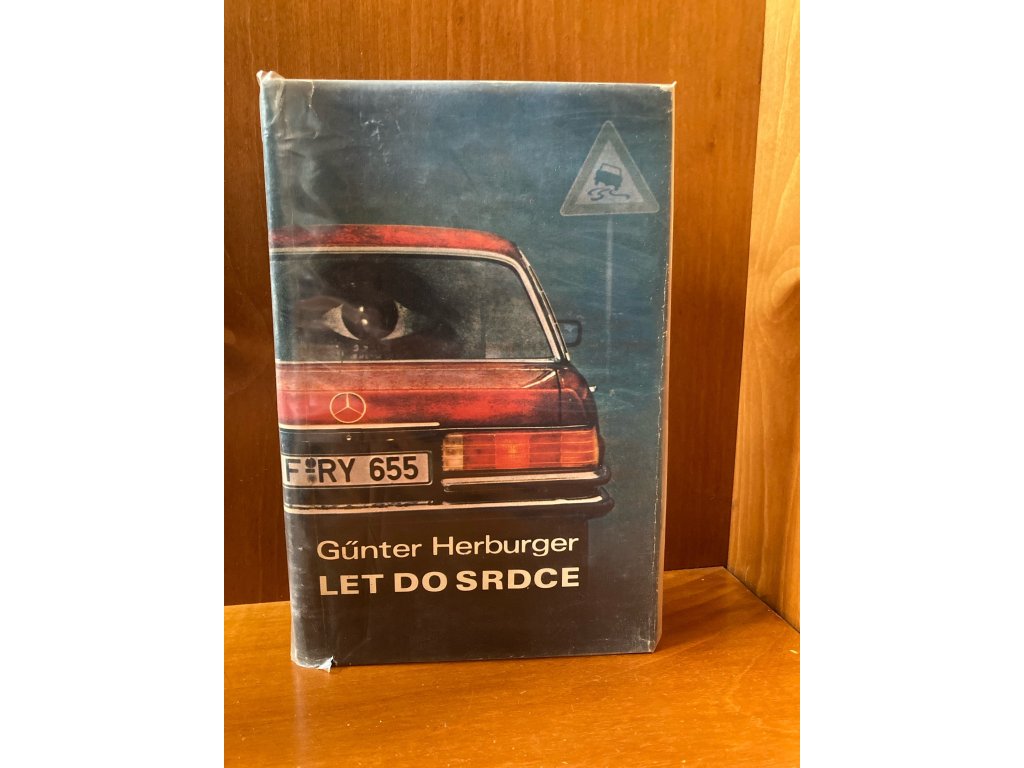 F RY 655
Gűnter Herburger
LET DO SRDCE